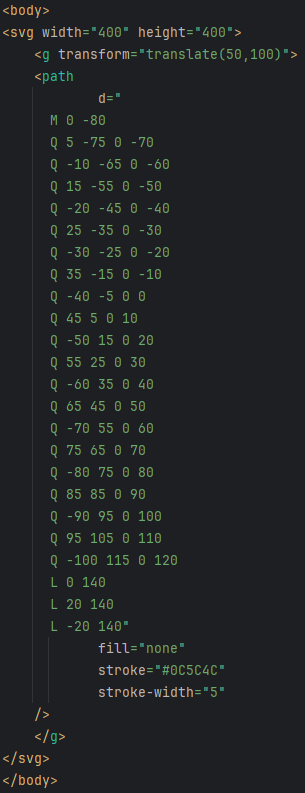 <body>
<svg width="400" height="400">
<g transform="translate(50,100)">
<path
d="
M 0 -80
Q 5 -75 0 -70
Q -10 -65 0 -60
Q 15 -55 0 -50
Q -20 -45 0 -40
Q 25 -35 0 -30
Q -30 -25 0 -20
Q 35 -15 0 -10
Q -40 -5 0 0
Q 45 5 0 10
Q -50 15 0 20
Q 55 25 0 30
Q -60 35 0 40
Q 65 45 0 50
Q -70 55 0 60
Q 75 65 0 70
Q -80 75 0 80
Q 85 85 0 90
Q -90 95 0 100
Q 95 105 0 110
Q -100 115 0 120
L 0 140
L 20 140
L -20 140"
fill="none"
stroke="#0C5C4C"
stroke-width="5"
/>
</g>
</svg>
</body>